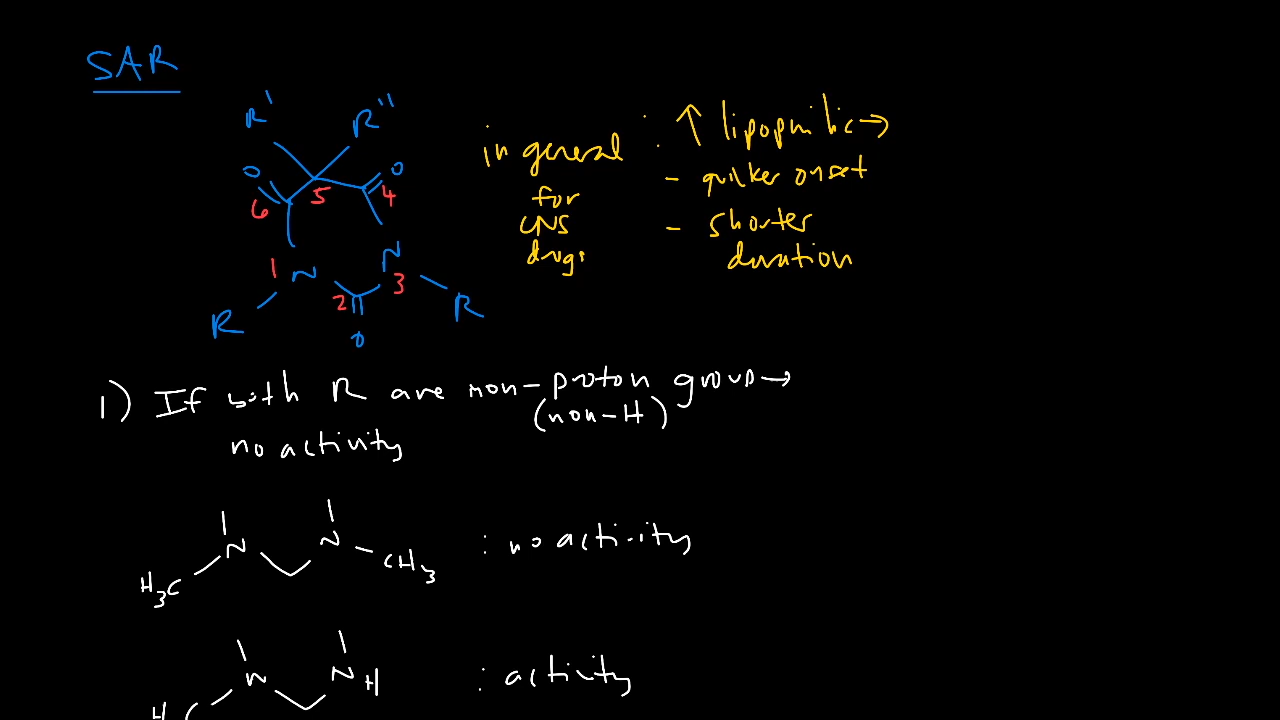 SAR
R' R''
O O
6 5 4
1 N N 3
2
R R
O
in general : ↑ lipophilic →
for - quicker onset
CNS - shorter
drugs duration
1) If both R are non-proton group →
(non-H)
no activity
N N
H3C CH3 : no activity
N NH : activity
H C